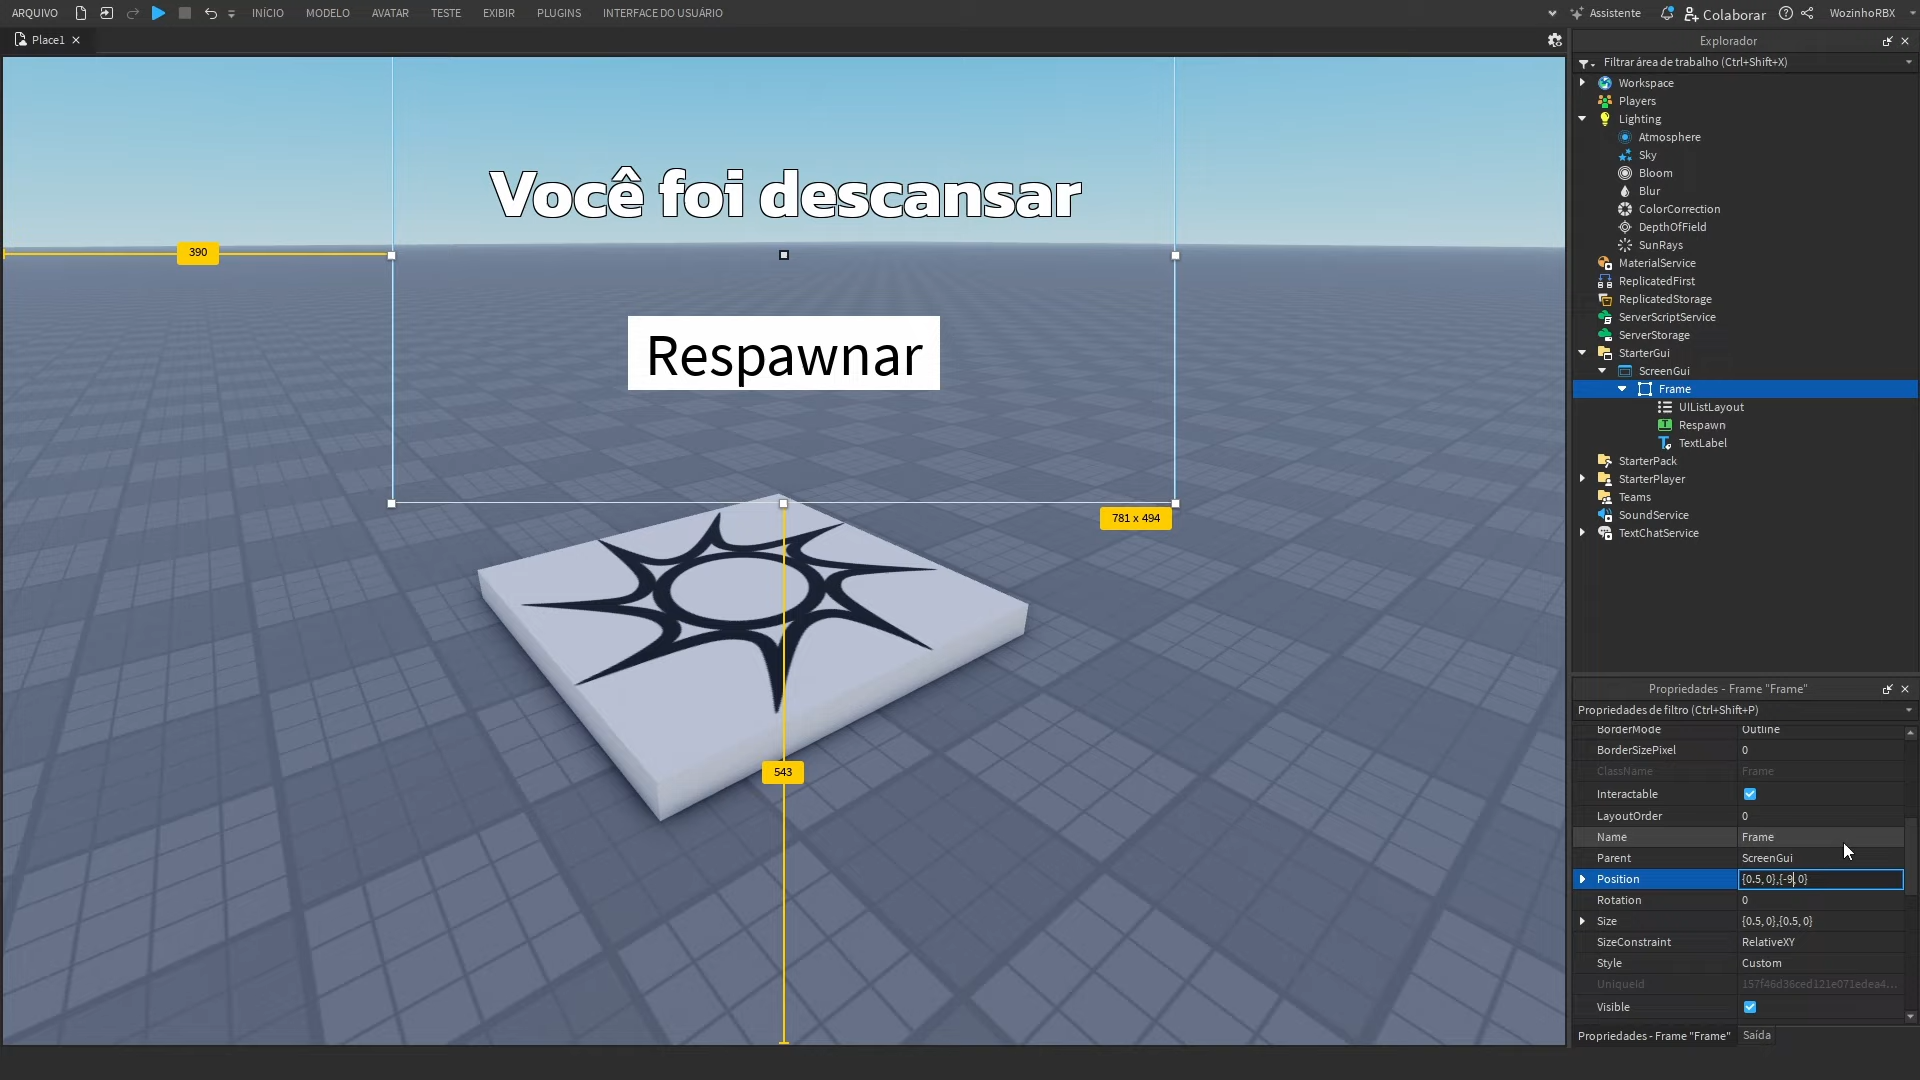 ARQUIVO INÍCIO MODELO AVATAR TESTE EXIBIR PLUGINS INTERFACE DO USUÁRIO Assistente Colaborar WozinhoRBX
Place1
Explorador
Filtrar área de trabalho (Ctrl+Shift+X)
Workspace
Players
Lighting
Atmosphere
Sky
Bloom
Blur
ColorCorrection
DepthOfField
SunRays
MaterialService
ReplicatedFirst
ReplicatedStorage
ServerScriptService
ServerStorage
StarterGui
ScreenGui
Frame
UIListLayout
Respawn
TextLabel
StarterPack
StarterPlayer
Teams
SoundService
TextChatService
Você foi descansar
390
Respawnar
781 x 494
543
Propriedades - Frame "Frame"
Propriedades de filtro (Ctrl+Shift+P)
BorderMode Outline
BorderSizePixel 0
ClassName Frame
Interactable
LayoutOrder 0
Name Frame
Parent ScreenGui
Position {0.5, 0},{-9, 0}
Rotation 0
Size {0.5, 0},{0.5, 0}
SizeConstraint RelativeXY
Style Custom
UniqueId 157f46d36ced121e071edea4...
Visible
Propriedades - Frame "Frame" Saída